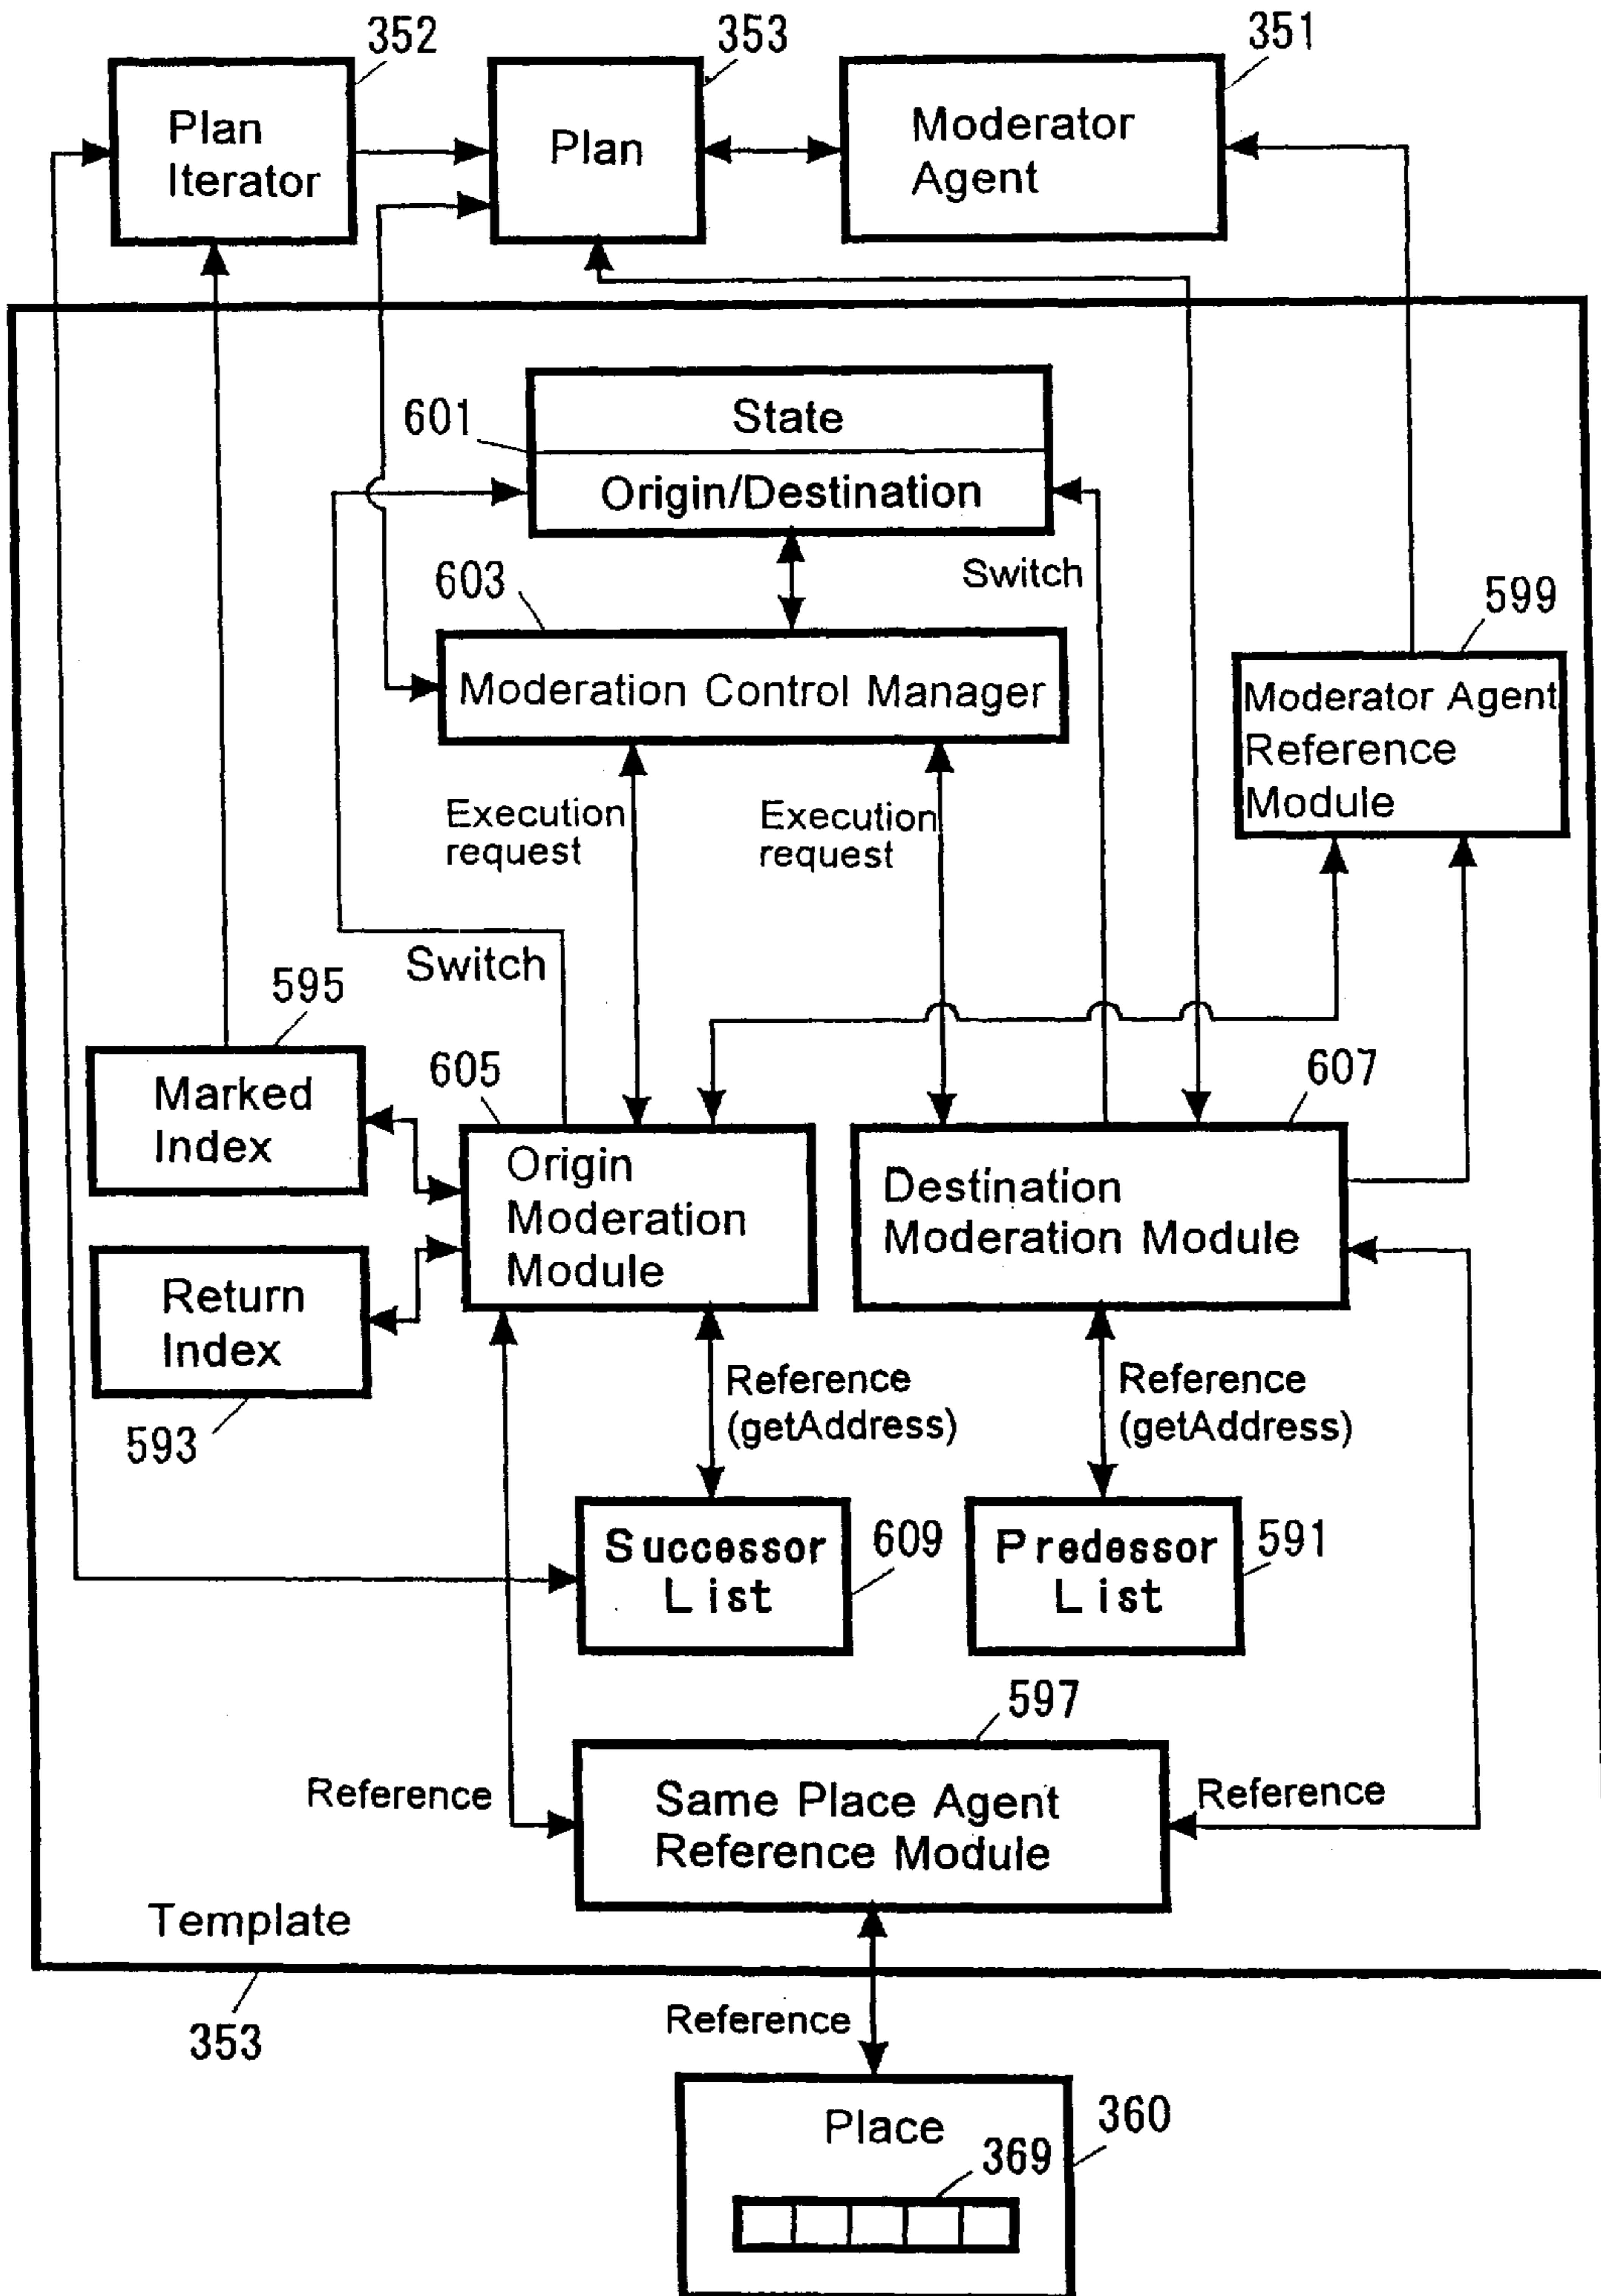 352
353
351
Plan
Iterator
Plan
Moderator
Agent
601
State
Origin/Destination
603
Switch
599
Moderation Control Manager
Moderator Agent
Reference
Module
Execution
request
Execution
request
Switch
595
605
607
Marked
Index
Origin
Moderation
Module
Destination
Moderation Module
Return
Index
593
Reference
(getAddress)
Reference
(getAddress)
Successor
List
609
Predessor
List
591
597
Reference
Same Place Agent
Reference Module
Reference
Template
353
Reference
Place
360
369